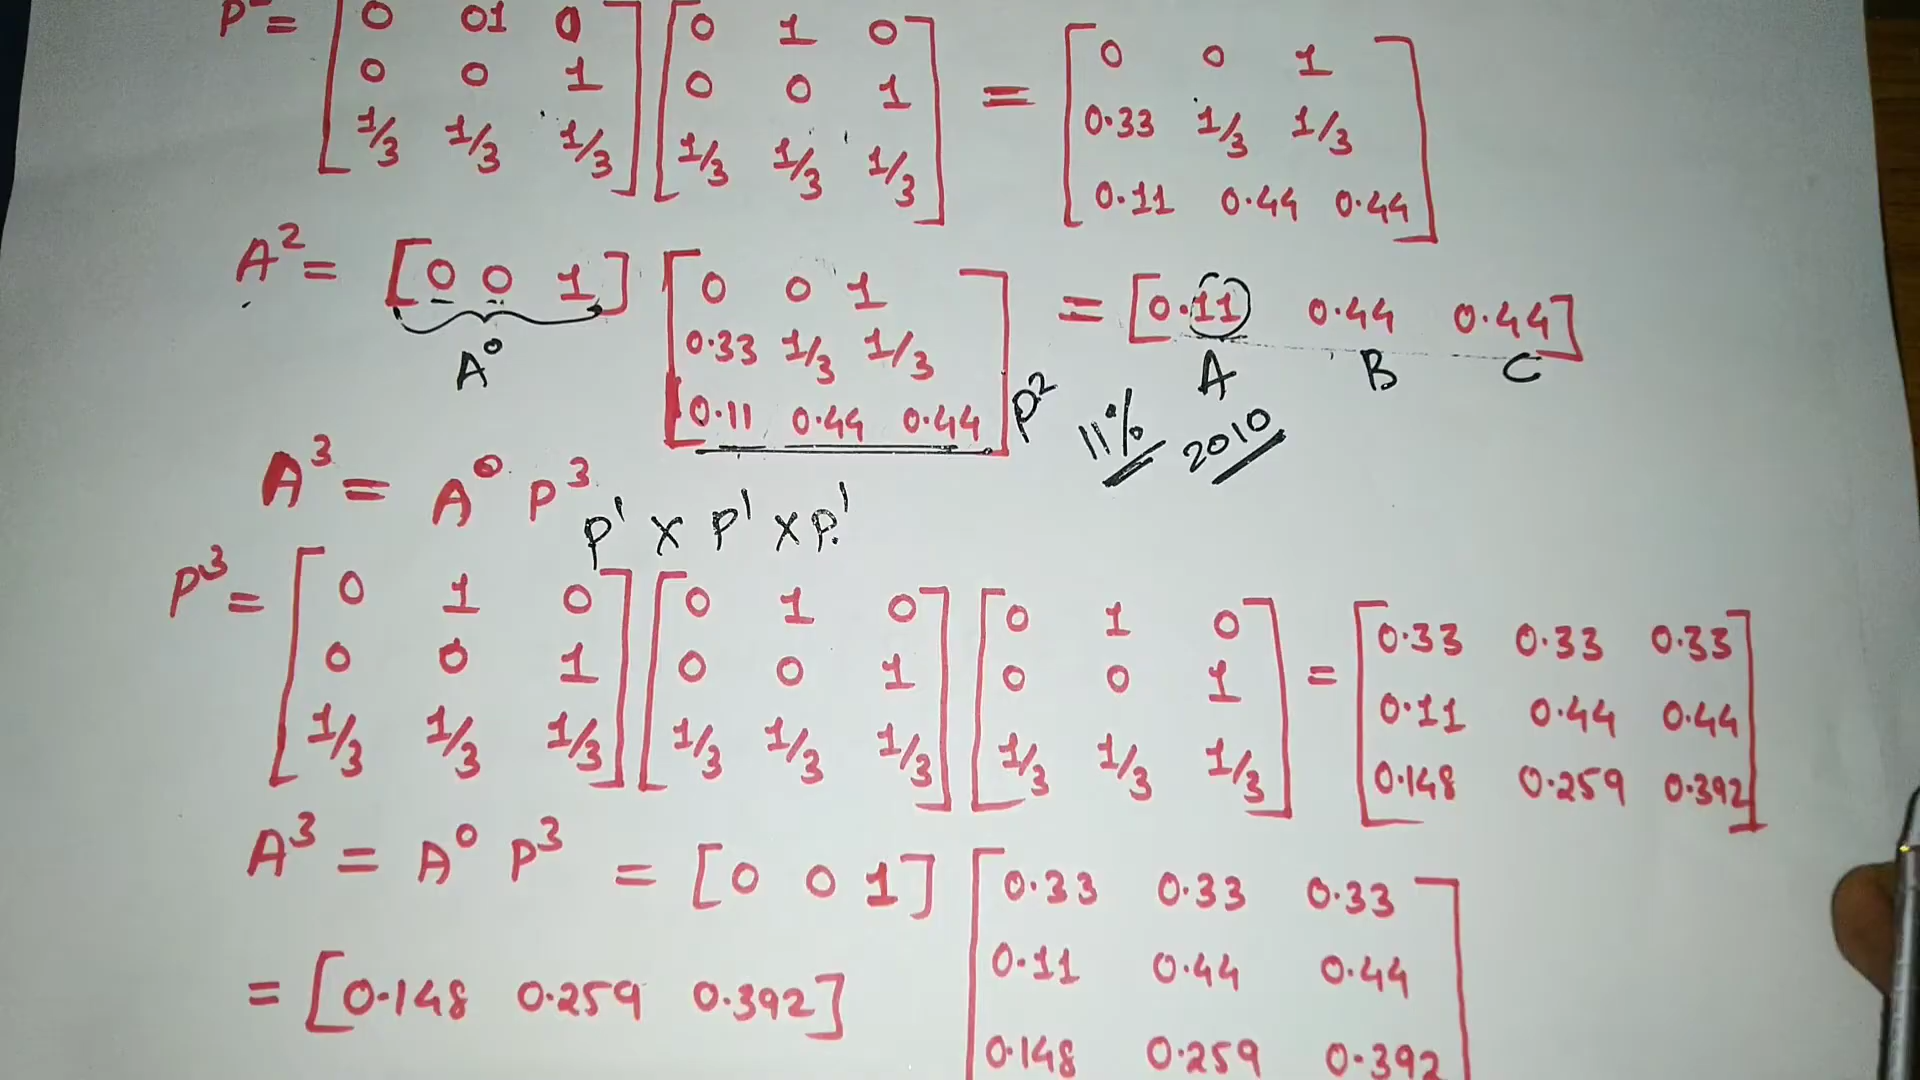 P² = [0 01 0] [0 1 0] = [0 0 1]
[0 0 1] [0 0 1] [0.33 1/3 1/3]
[1/3 1/3 1/3] [1/3 1/3 1/3] [0.11 0.44 0.44]
A² = [0 0 1] [0 0 1] = [0.11 0.44 0.44]
[0.33 1/3 1/3]
[0.11 0.44 0.44] P²
A⁰
A B C
11% 2010
A³ = A⁰ P³
P¹ X P¹ X P¹
P³ = [0 1 0] [0 1 0] [0 1 0] = [0.33 0.33 0.33]
[0 0 1] [0 0 1] [0 0 1] [0.11 0.44 0.44]
[1/3 1/3 1/3] [1/3 1/3 1/3] [1/3 1/3 1/3] [0.148 0.259 0.392]
A³ = A⁰ P³ = [0 0 1] [0.33 0.33 0.33]
[0.11 0.44 0.44]
[0.148 0.259 0.392]
= [0.148 0.259 0.392]